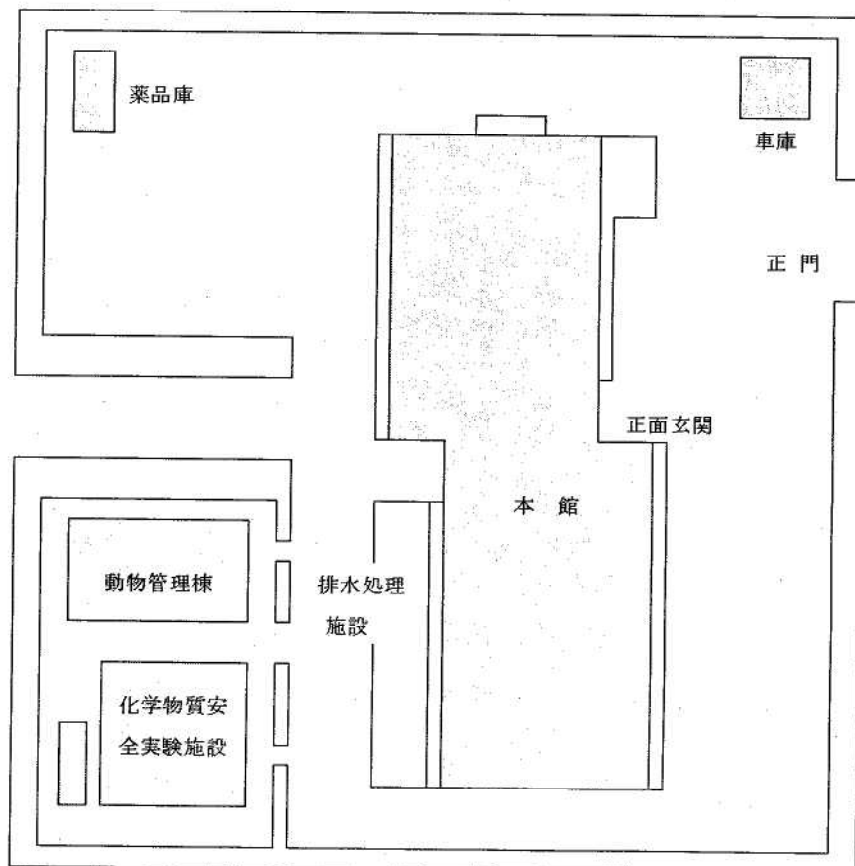 薬品庫
車庫
正門
正面玄関
本館
動物管理棟
排水処理
施設
化学物質安
全実験施設